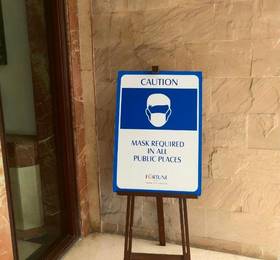 CAUTION
MASK REQUIRED
IN ALL
PUBLIC PLACES
FORTUNE